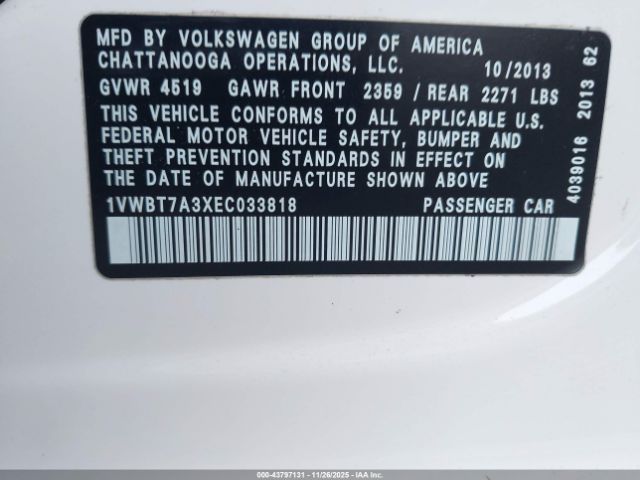 MFD BY VOLKSWAGEN GROUP OF AMERICA
CHATTANOOGA OPERATIONS, LLC. 10/2013
GVWR 4519 GAWR FRONT 2359 / REAR 2271 LBS
THIS VEHICLE CONFORMS TO ALL APPLICABLE U.S.
FEDERAL MOTOR VEHICLE SAFETY, BUMPER AND
THEFT PREVENTION STANDARDS IN EFFECT ON
THE DATE OF MANUFACTURE SHOWN ABOVE
1VWBT7A3XEC033818 PASSENGER CAR
4039016 2013 62
000-43797131 - 11/26/2025 - IAAI.COM